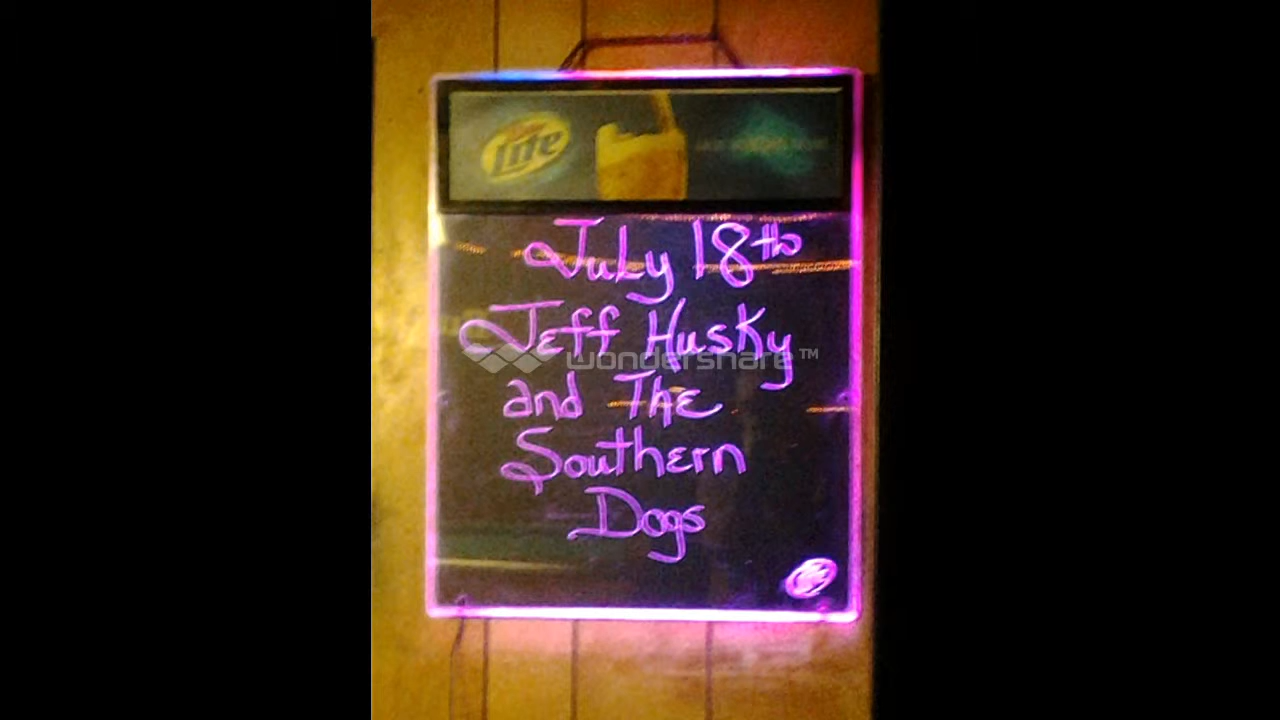 Lite
July 18th
Jeff Husky
wondershare™
and The
Southern
Dogs